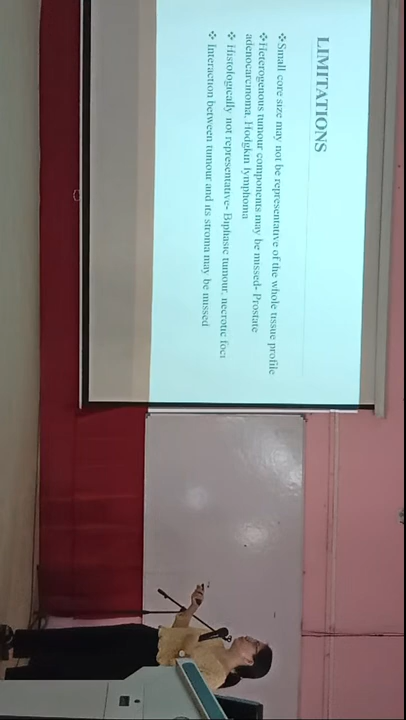 LIMITATIONS
❖Small core size may not be representative of the whole tissue profile
❖Heterogenous tumour components may be missed- Prostate
adenocarcinoma, Hodgkin lymphoma
❖ Histologically not representative- Biphasic tumour, necrotic foci
❖ Interaction between tumour and its stroma may be missed